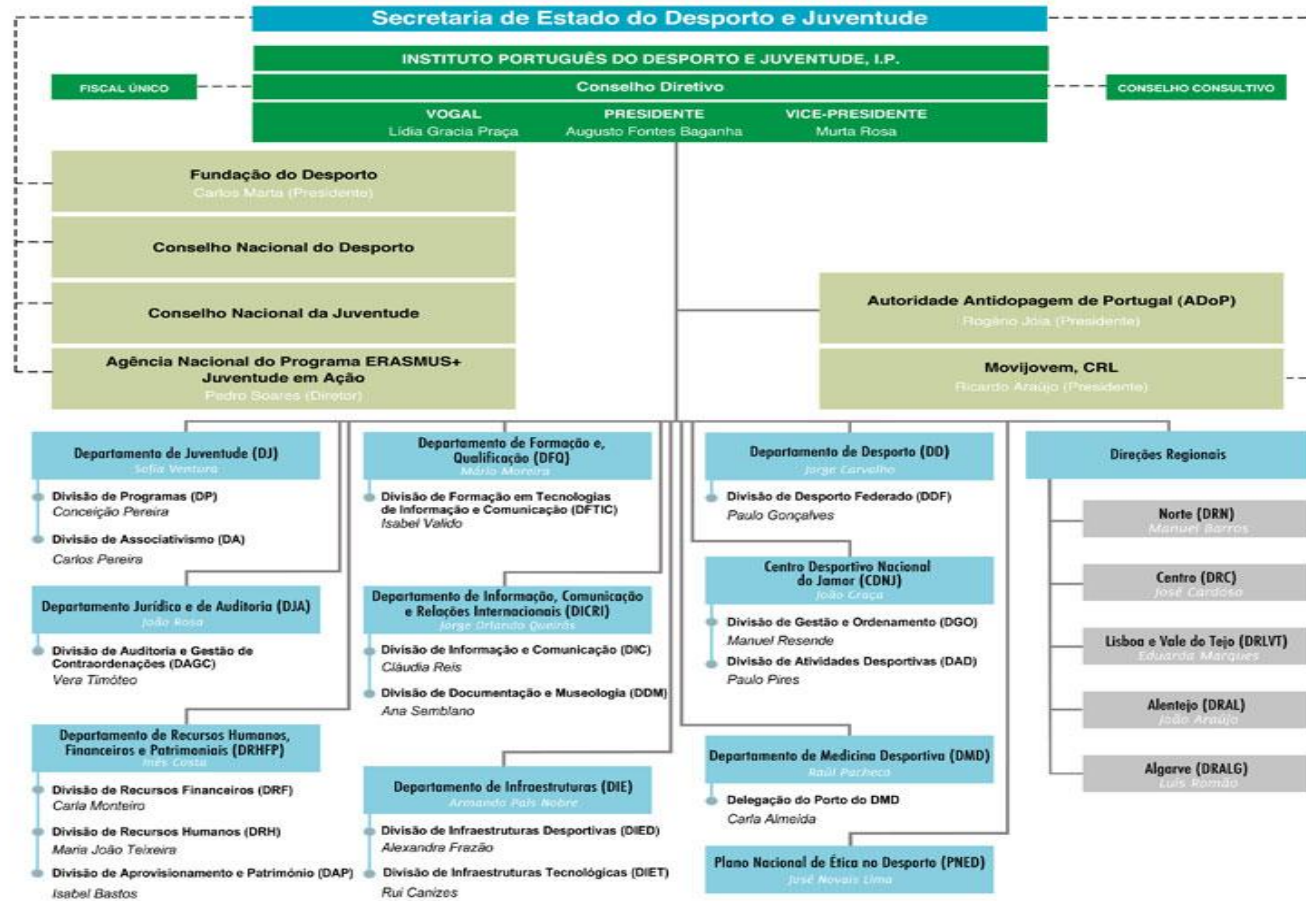 Secretaria de Estado do Desporto e Juventude
INSTITUTO PORTUGUÊS DO DESPORTO E JUVENTUDE, I.P.
FISCAL ÚNICO
Conselho Diretivo
CONSELHO CONSULTIVO
VOGAL
Lídia Gracia Praça
PRESIDENTE
Augusto Fontes Baganha
VICE-PRESIDENTE
Murta Rosa
Fundação do Desporto
Carlos Marta (Presidente)
Conselho Nacional do Desporto
Conselho Nacional da Juventude
Agência Nacional do Programa ERASMUS+
Juventude em Ação
Pedro Soares (Diretor)
Autoridade Antidopagem de Portugal (ADoP)
Rogério Jóia (Presidente)
Movijovem, CRL
Ricardo Araújo (Presidente)
Departamento de Juventude (DJ)
Sofia Ventura
Divisão de Programas (DP)
Conceição Pereira
Divisão de Associativismo (DA)
Carlos Pereira
Departamento Jurídico e de Auditoria (DJA)
João Rosa
Divisão de Auditoria e Gestão de
Contraordenações (DAGC)
Vera Timóteo
Departamento de Recursos Humanos,
Financeiros e Patrimoniais (DRHFP)
Inês Costa
Divisão de Recursos Financeiros (DRF)
Carla Monteiro
Divisão de Recursos Humanos (DRH)
Maria João Teixeira
Divisão de Aprovisionamento e Património (DAP)
Isabel Bastos
Departamento de Formação e,
Qualificação (DFQ)
Mário Moreira
Divisão de Formação em Tecnologias
de Informação e Comunicação (DFTIC)
Isabel Valido
Departamento de Informação, Comunicação
e Relações Internacionais (DICRI)
Jorge Orlando Queirós
Divisão de Informação e Comunicação (DIC)
Cláudia Reis
Divisão de Documentação e Museologia (DDM)
Ana Semblano
Departamento de Infraestruturas (DIE)
Armando Pais Nobre
Divisão de Infraestruturas Desportivas (DIED)
Alexandra Frazão
Divisão de Infraestruturas Tecnológicas (DIET)
Rui Canizes
Departamento de Desporto (DD)
Jorge Carvalho
Divisão de Desporto Federado (DDF)
Paulo Gonçalves
Centro Desportivo Nacional
do Jamor (CDNJ)
João Graça
Divisão de Gestão e Ordenamento (DGO)
Manuel Resende
Divisão de Atividades Desportivas (DAD)
Paulo Pires
Departamento de Medicina Desportiva (DMD)
Raúl Pacheco
Delegação do Porto do DMD
Carla Almeida
Plano Nacional de Ética no Desporto (PNED)
José Novais Lima
Direções Regionais
Norte (DRN)
Manuel Barros
Centro (DRC)
José Cardoso
Lisboa e Vale do Tejo (DRLVT)
Eduarda Marques
Alentejo (DRAL)
João Araújo
Algarve (DRALG)
Luís Romão